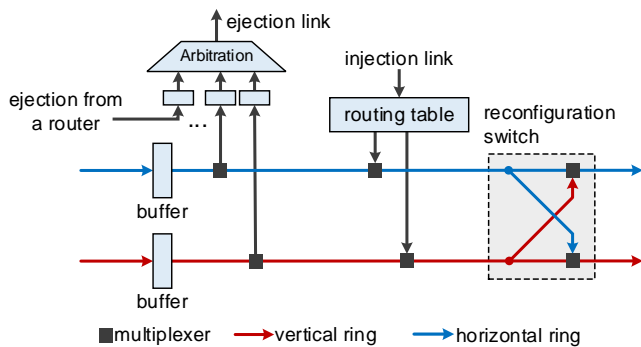 ejection link
Arbitration
injection link
ejection from
a router
...
routing table
reconfiguration
switch
buffer
buffer
multiplexer
vertical ring
horizontal ring